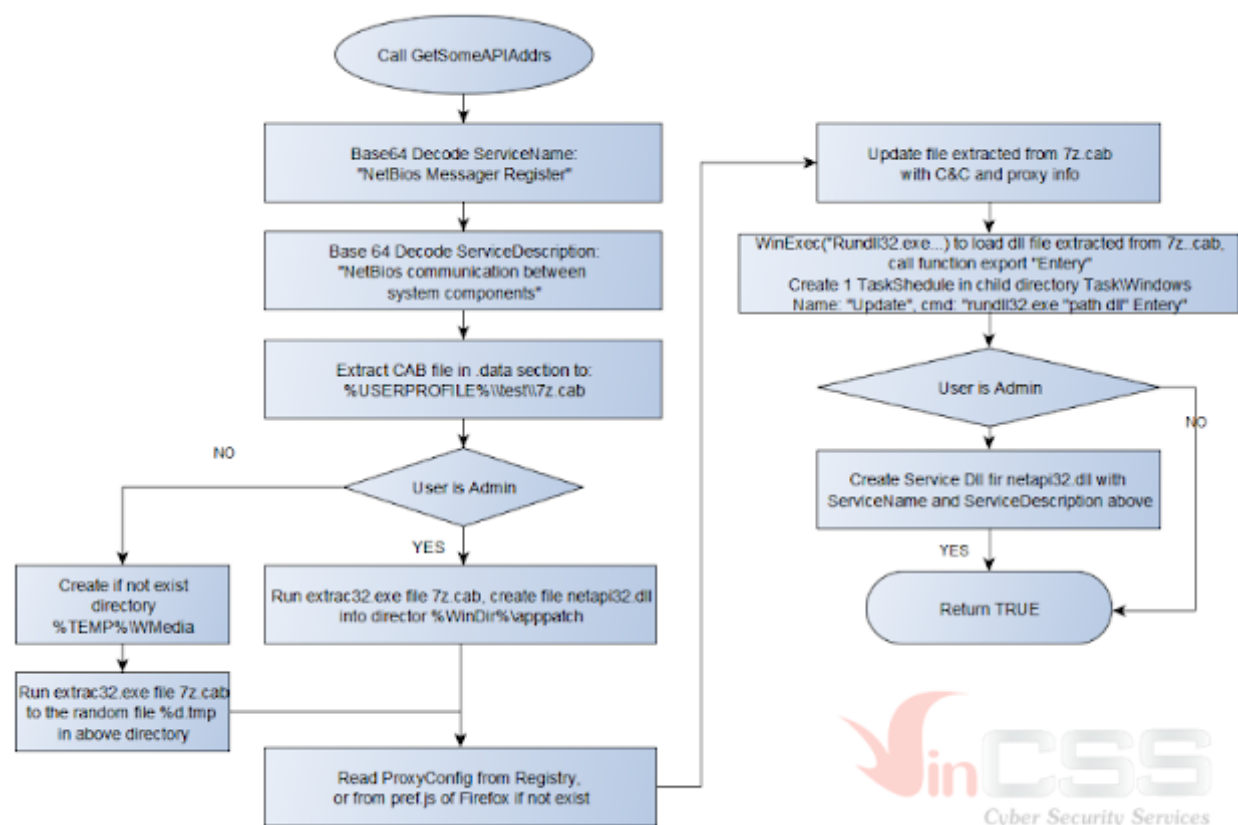 Call GetSomeAPIAddrs
Base64 Decode ServiceName:
"NetBios Messager Register"
Base 64 Decode ServiceDescription:
"NetBios communication between
system components"
Extract CAB file in .data section to:
%USERPROFILE%\\test\\7z.cab
User is Admin
NO
YES
Create if not exist
directory
%TEMP%\WMedia
Run extrac32.exe file 7z.cab
to the random file %d.tmp
in above directory
Run extrac32.exe file 7z.cab, create file netapi32.dll
into director %WinDir%\apppatch
Read ProxyConfig from Registry,
or from pref.js of Firefox if not exist
Update file extracted from 7z.cab
with C&C and proxy info
WinExec("Rundll32.exe...) to load dll file extracted from 7z..cab,
call function export "Entery"
Create 1 TaskShedule in child directory Task\Windows
Name: "Update", cmd: "rundll32.exe "path dll" Entery"
User is Admin
NO
Create Service Dll fir netapi32.dll with
ServiceName and ServiceDescription above
YES
Return TRUE
VinCSS
Cyber Security Services